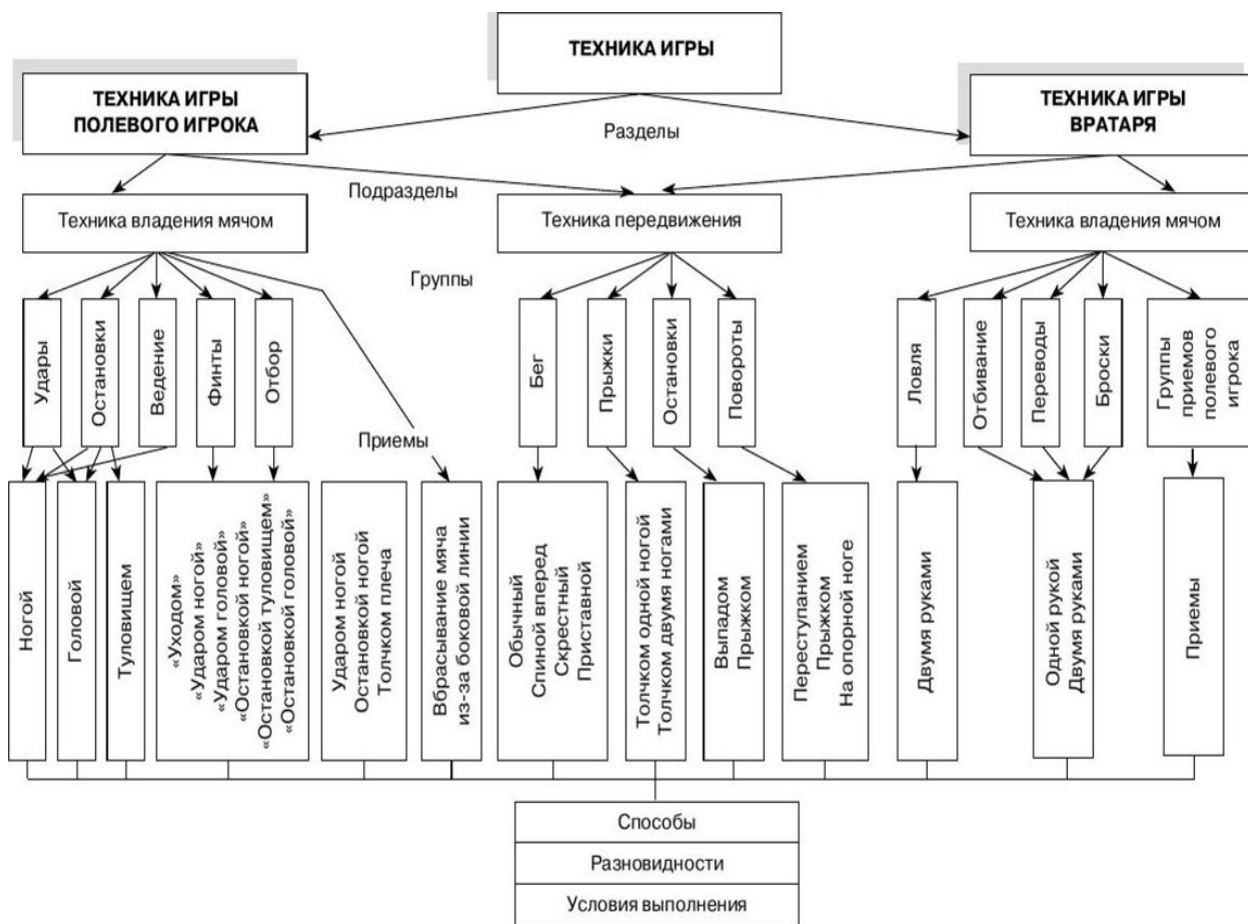 ТЕХНИКА ИГРЫ
ТЕХНИКА ИГРЫ
ПОЛЕВОГО ИГРОКА
Разделы
ТЕХНИКА ИГРЫ
ВРАТАРЯ
Подразделы
Техника владения мячом
Техника передвижения
Техника владения мячом
Группы
Удары
Остановки
Ведение
Финты
Отбор
Бег
Прыжки
Остановки
Повороты
Ловля
Отбивание
Переводы
Броски
Группы
приемов
полевого
игрока
Приемы
Ногой
Головой
Туловищем
«Уходом»
«Ударом ногой»
«Ударом головой»
«Остановкой ногой»
«Остановкой туловищем»
«Остановкой головой»
Ударом ногой
Остановкой ногой
Толчком плеча
Вбрасывание мяча
из-за боковой линии
Обычный
Спиной вперед
Скрестный
Приставной
Толчком одной ногой
Толчком двумя ногами
Выпадом
Прыжком
Переступанием
Прыжком
На опорной ноге
Двумя руками
Одной рукой
Двумя руками
Приемы
Способы
Разновидности
Условия выполнения